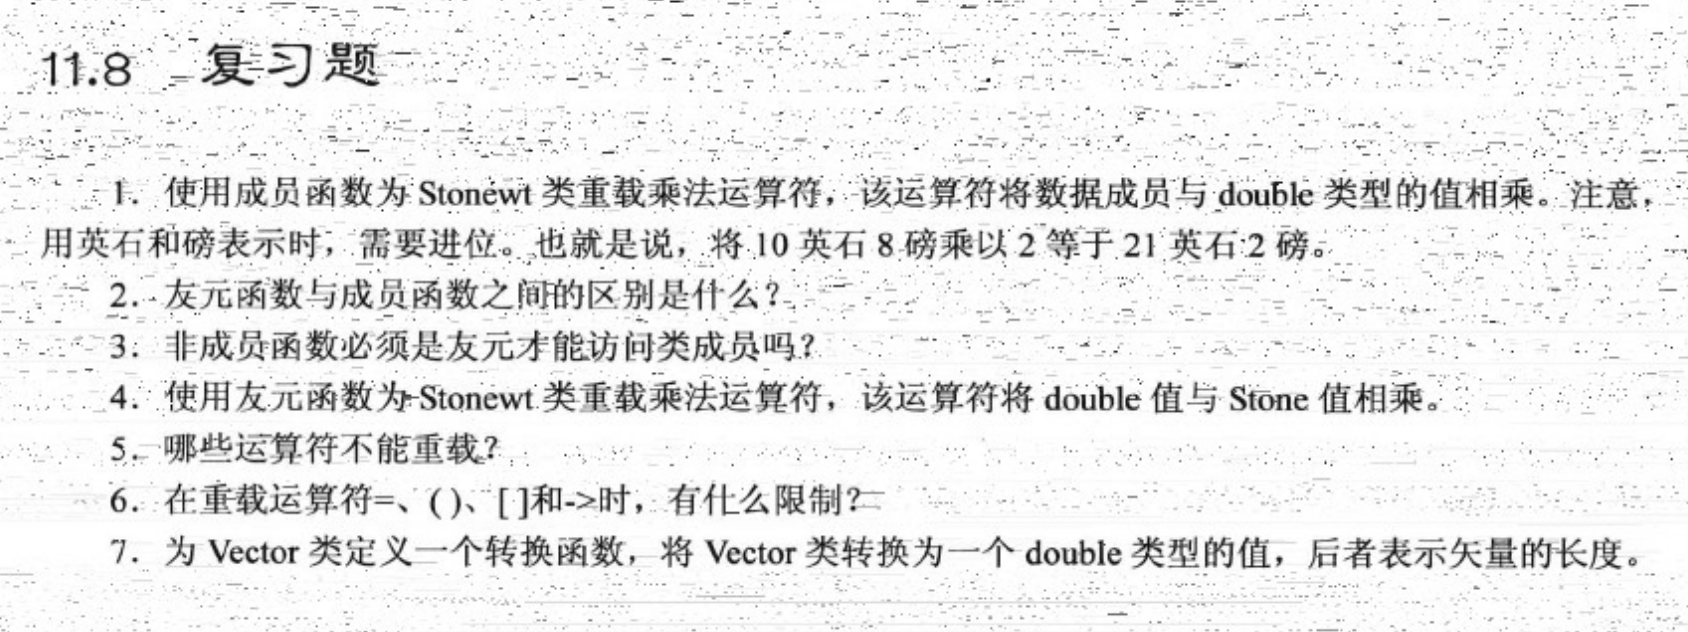 11.8 复习题
1. 使用成员函数为 Stonewt 类重载乘法运算符，该运算符将数据成员与 double 类型的值相乘。注意，
用英石和磅表示时，需要进位。也就是说，将 10 英石 8 磅乘以 2 等于 21 英石 2 磅。
2. 友元函数与成员函数之间的区别是什么？
3. 非成员函数必须是友元才能访问类成员吗？
4. 使用友元函数为 Stonewt 类重载乘法运算符，该运算符将 double 值与 Stone 值相乘。
5. 哪些运算符不能重载？
6. 在重载运算符=、( )、[ ]和->时，有什么限制？
7. 为 Vector 类定义一个转换函数，将 Vector 类转换为一个 double 类型的值，后者表示矢量的长度。